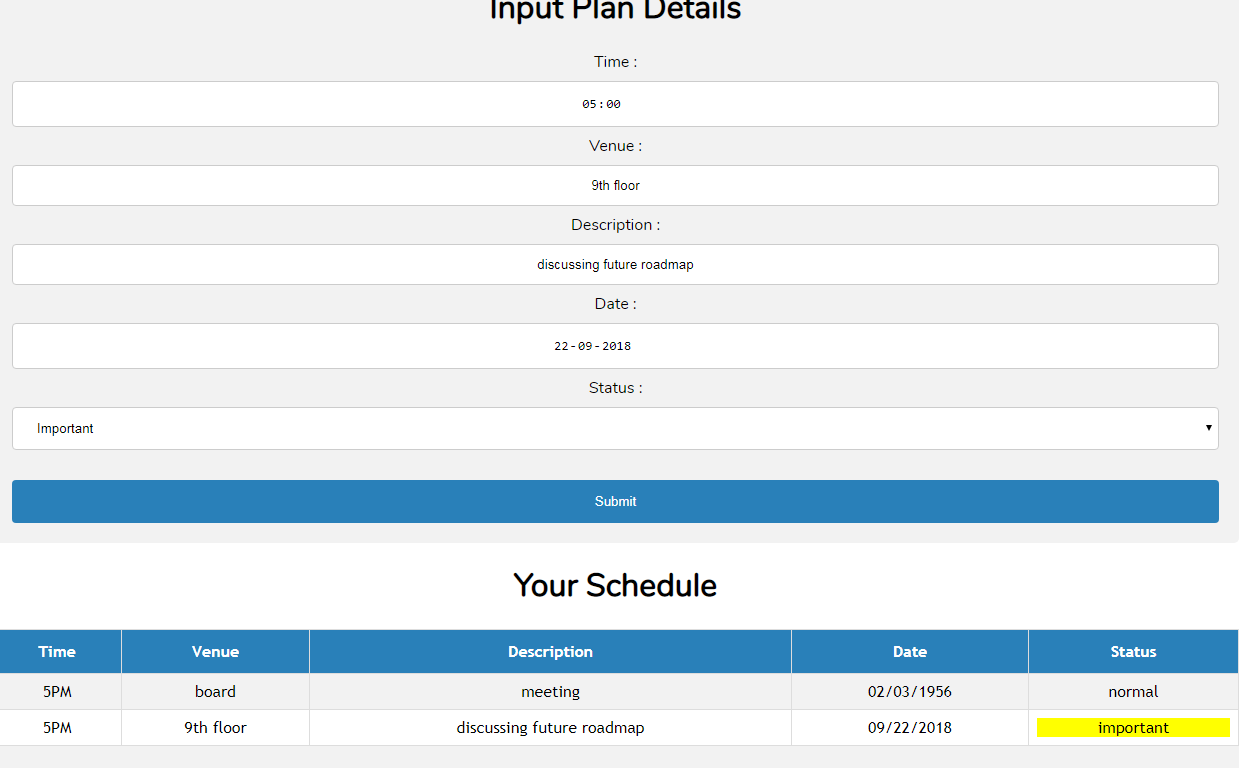 Input Plan Details
Time :
05:00
Venue :
9th floor
Description :
discussing future roadmap
Date :
22-09-2018
Status :
Important
Submit
Your Schedule
Time Venue Description Date Status
5PM board meeting 02/03/1956 normal
5PM 9th floor discussing future roadmap 09/22/2018 important